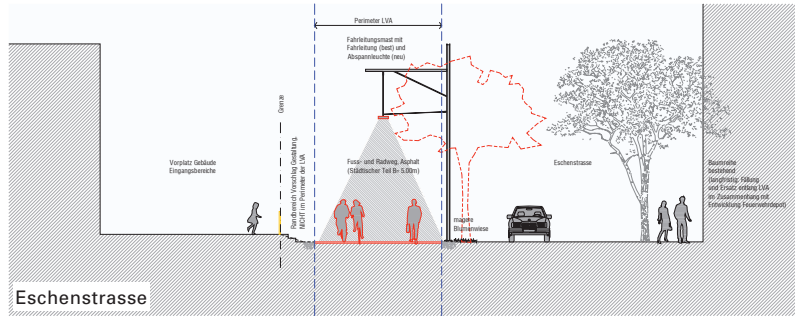 Perimeter LVA
Fahrleitungsmast mit
Fahrleitung (best) und
Abspannleuchte (neu)
Grenze
Vorplatz Gebäude
Eingangsbereiche
Randbereich Vorschlag Gestaltung,
NICHT im Perimeter der LVA
Fuss- und Radweg, Asphalt
(Städtischer Teil B= 5.00m)
magere
Blumenwiese
Eschenstrasse
Baumreihe
bestehend
(langfristig: Fällung
und Ersatz entlang LVA
im Zusammenhang mit
Entwicklung Feuerwehrdepot)
Eschenstrasse